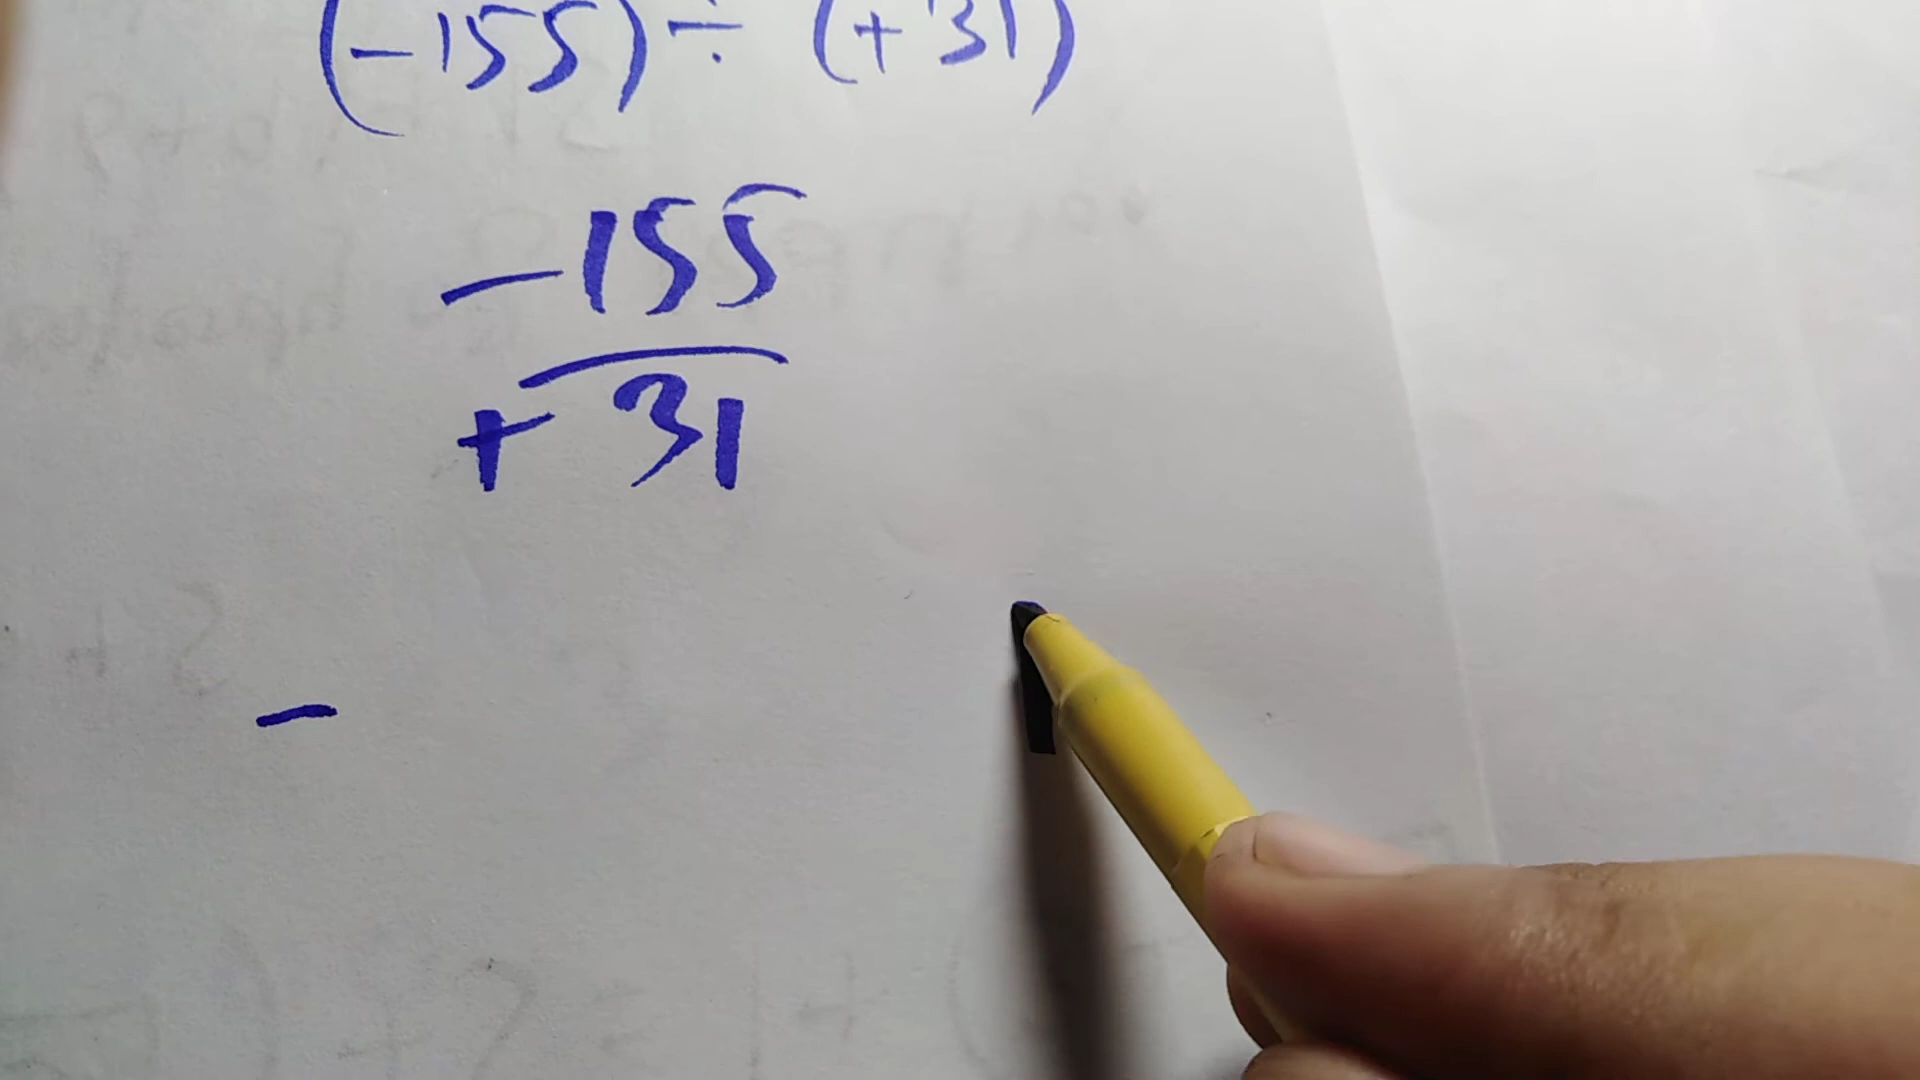 (-155) ÷ (+31)
-155
+ 31
-